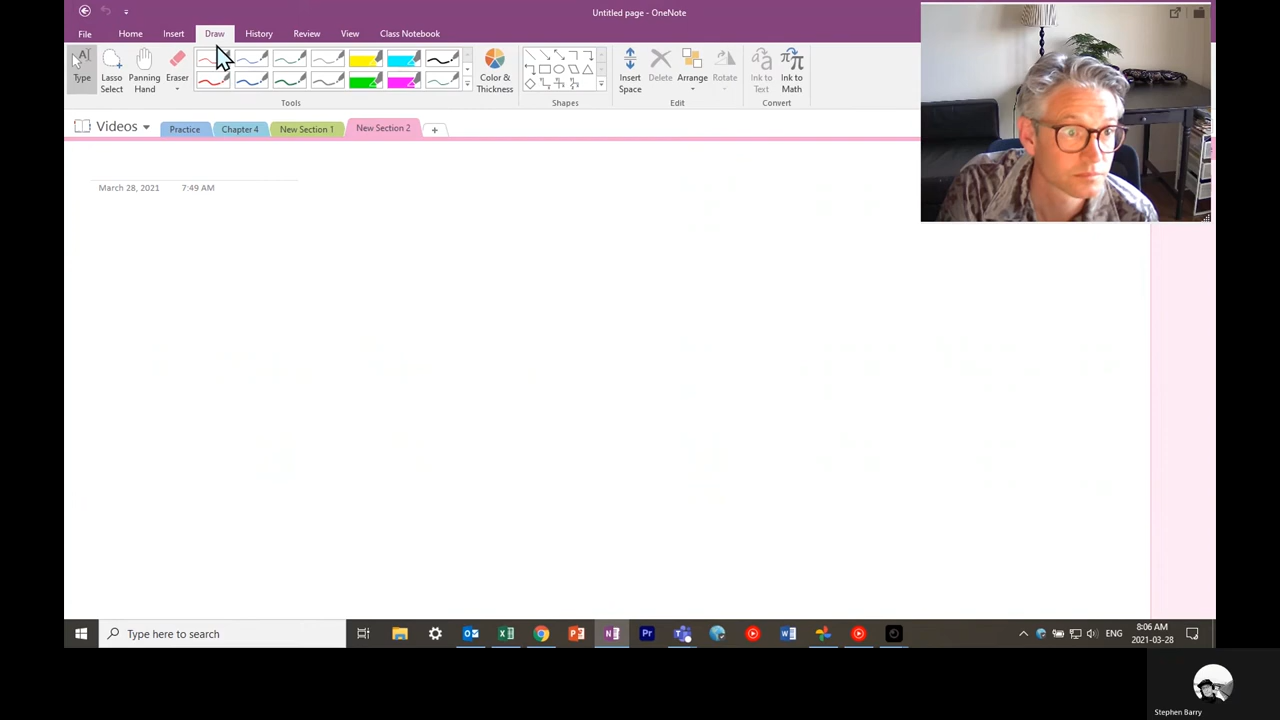 Untitled page - OneNote
File Home Insert Draw History Review View Class Notebook
Type Lasso Select Panning Hand Eraser Color & Thickness Insert Space Delete Arrange Rotate Ink to Text Ink to Math
Tools Shapes Edit Convert
Videos Practice Chapter 4 New Section 1 New Section 2 +
March 28, 2021 7:49 AM
Type here to search
ENG
8:06 AM
2021-03-28
Stephen Barry